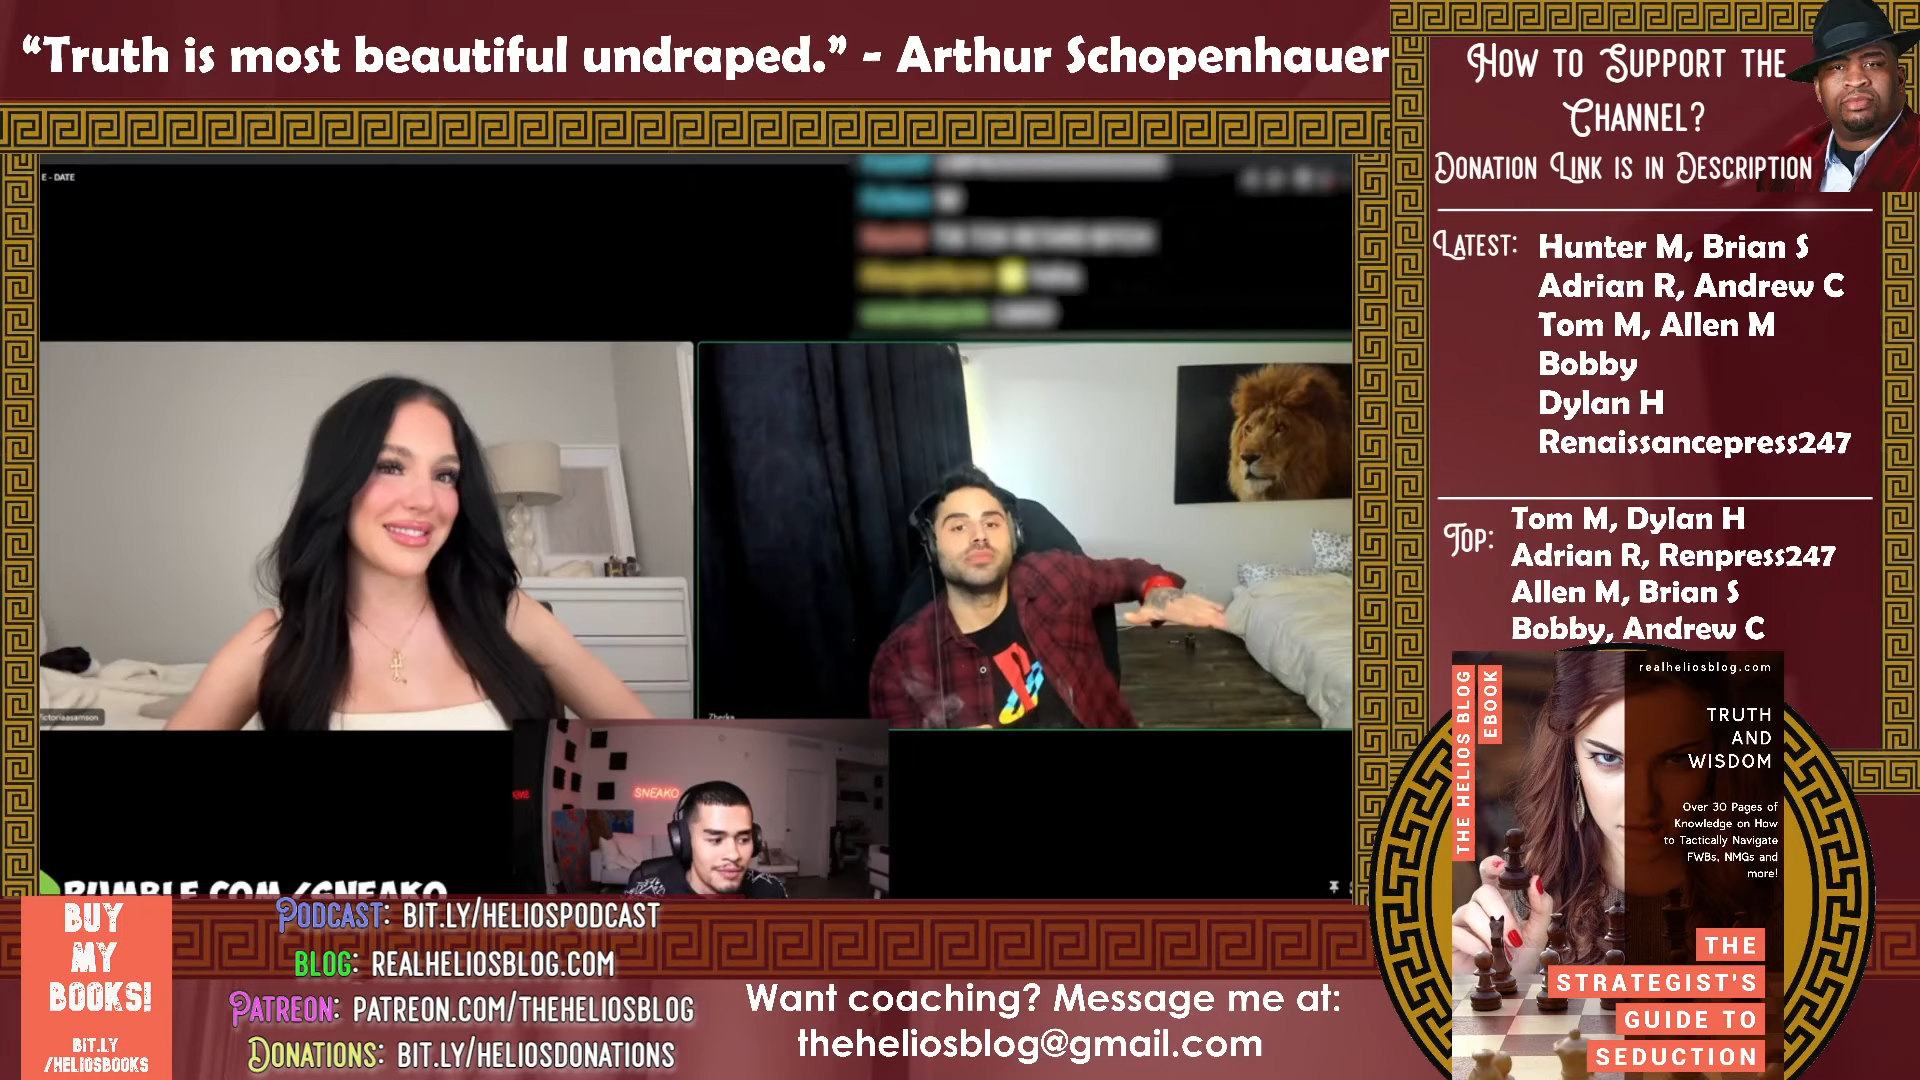 “Truth is most beautiful undraped.” - Arthur Schopenhauer
E - DATE
ictoriaasamson
Zherka
SNEAKO
RUMBLE.COM/SNEAKO
BUY
MY
BOOKS!
BIT.LY
/HELIOSBOOKS
PODCAST: BIT.LY/HELIOSPODCAST
BLOG: REALHELIOSBLOG.COM
PATREON: PATREON.COM/THEHELIOSBLOG
DONATIONS: BIT.LY/HELIOSDONATIONS
Want coaching? Message me at:
theheliosblog@gmail.com
How to Support the
Channel?
Donation Link is in Description
Latest: Hunter M, Brian S
Adrian R, Andrew C
Tom M, Allen M
Bobby
Dylan H
Renaissancepress247
Top: Tom M, Dylan H
Adrian R, Renpress247
Allen M, Brian S
Bobby, Andrew C
realheliosblog.com
THE HELIOS BLOG
EBOOK
TRUTH
AND
WISDOM
Over 30 Pages of
Knowledge on How
to Tactically Navigate
FWBs, NMGs and
more!
THE
STRATEGIST'S
GUIDE TO
SEDUCTION